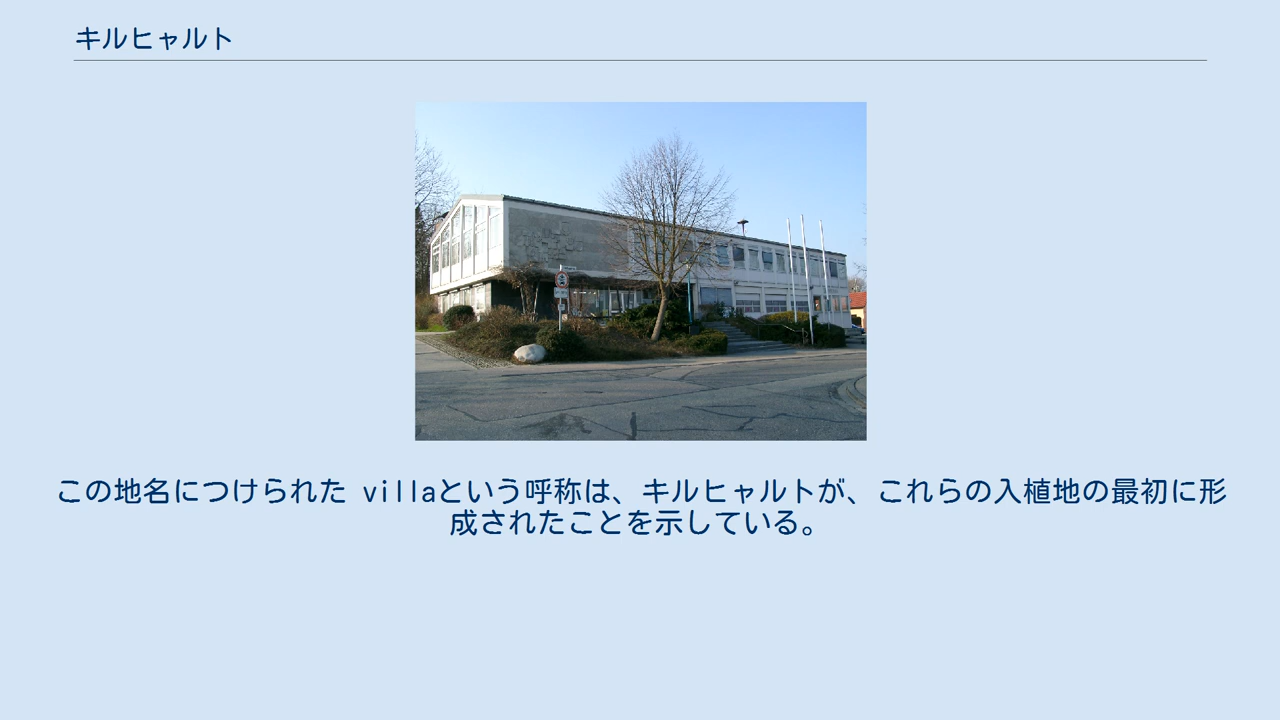 キルヒャルト
この地名につけられた villaという呼称は、キルヒャルトが、これらの入植地の最初に形
成されたことを示している。